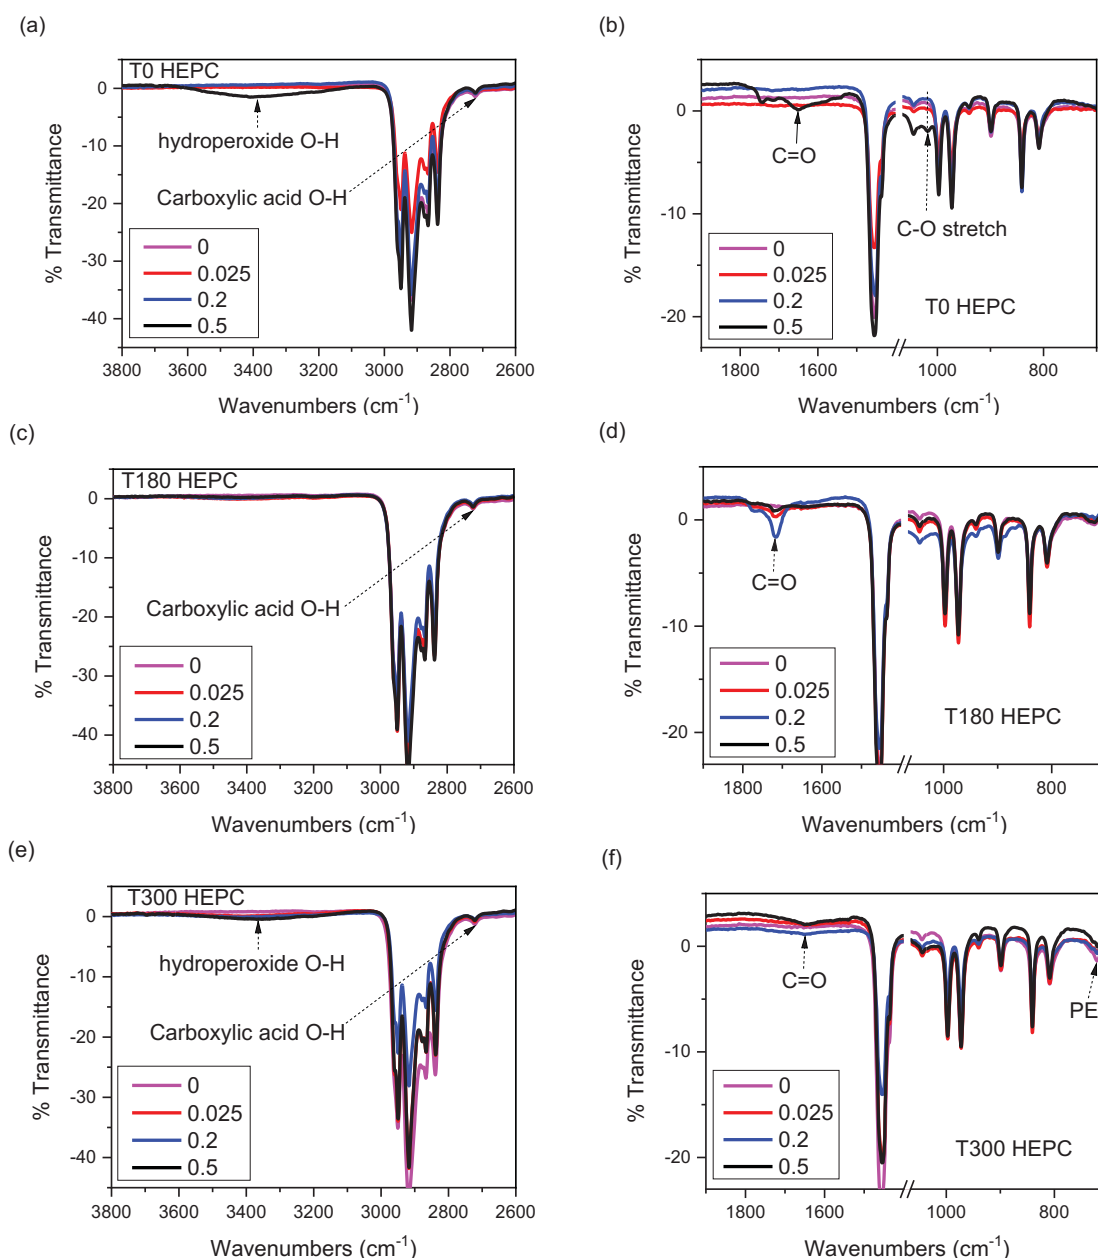 (a)
T0 HEPC
0
-10
-20
-30
-40
% Transmittance
hydroperoxide O-H
Carboxylic acid O-H
0
0.025
0.2
0.5
3800 3600 3400 3200 3000 2800 2600
Wavenumbers (cm⁻¹)
(b)
0
-10
-20
% Transmittance
C=O
C-O stretch
0
0.025
0.2
0.5
T0 HEPC
1800 1600 1000 800
Wavenumbers (cm⁻¹)
(c)
T180 HEPC
0
-10
-20
-30
-40
% Transmittance
Carboxylic acid O-H
0
0.025
0.2
0.5
3800 3600 3400 3200 3000 2800 2600
Wavenumbers (cm⁻¹)
(d)
0
-10
-20
% Transmittance
C=O
0
0.025
0.2
0.5
T180 HEPC
1800 1600 1000 800
Wavenumbers (cm⁻¹)
(e)
T300 HEPC
0
-10
-20
-30
-40
% Transmittance
hydroperoxide O-H
Carboxylic acid O-H
0
0.025
0.2
0.5
3800 3600 3400 3200 3000 2800 2600
Wavenumbers (cm⁻¹)
(f)
0
-10
-20
% Transmittance
C=O
PE
0
0.025
0.2
0.5
T300 HEPC
1800 1600 1000 800
Wavenumbers (cm⁻¹)